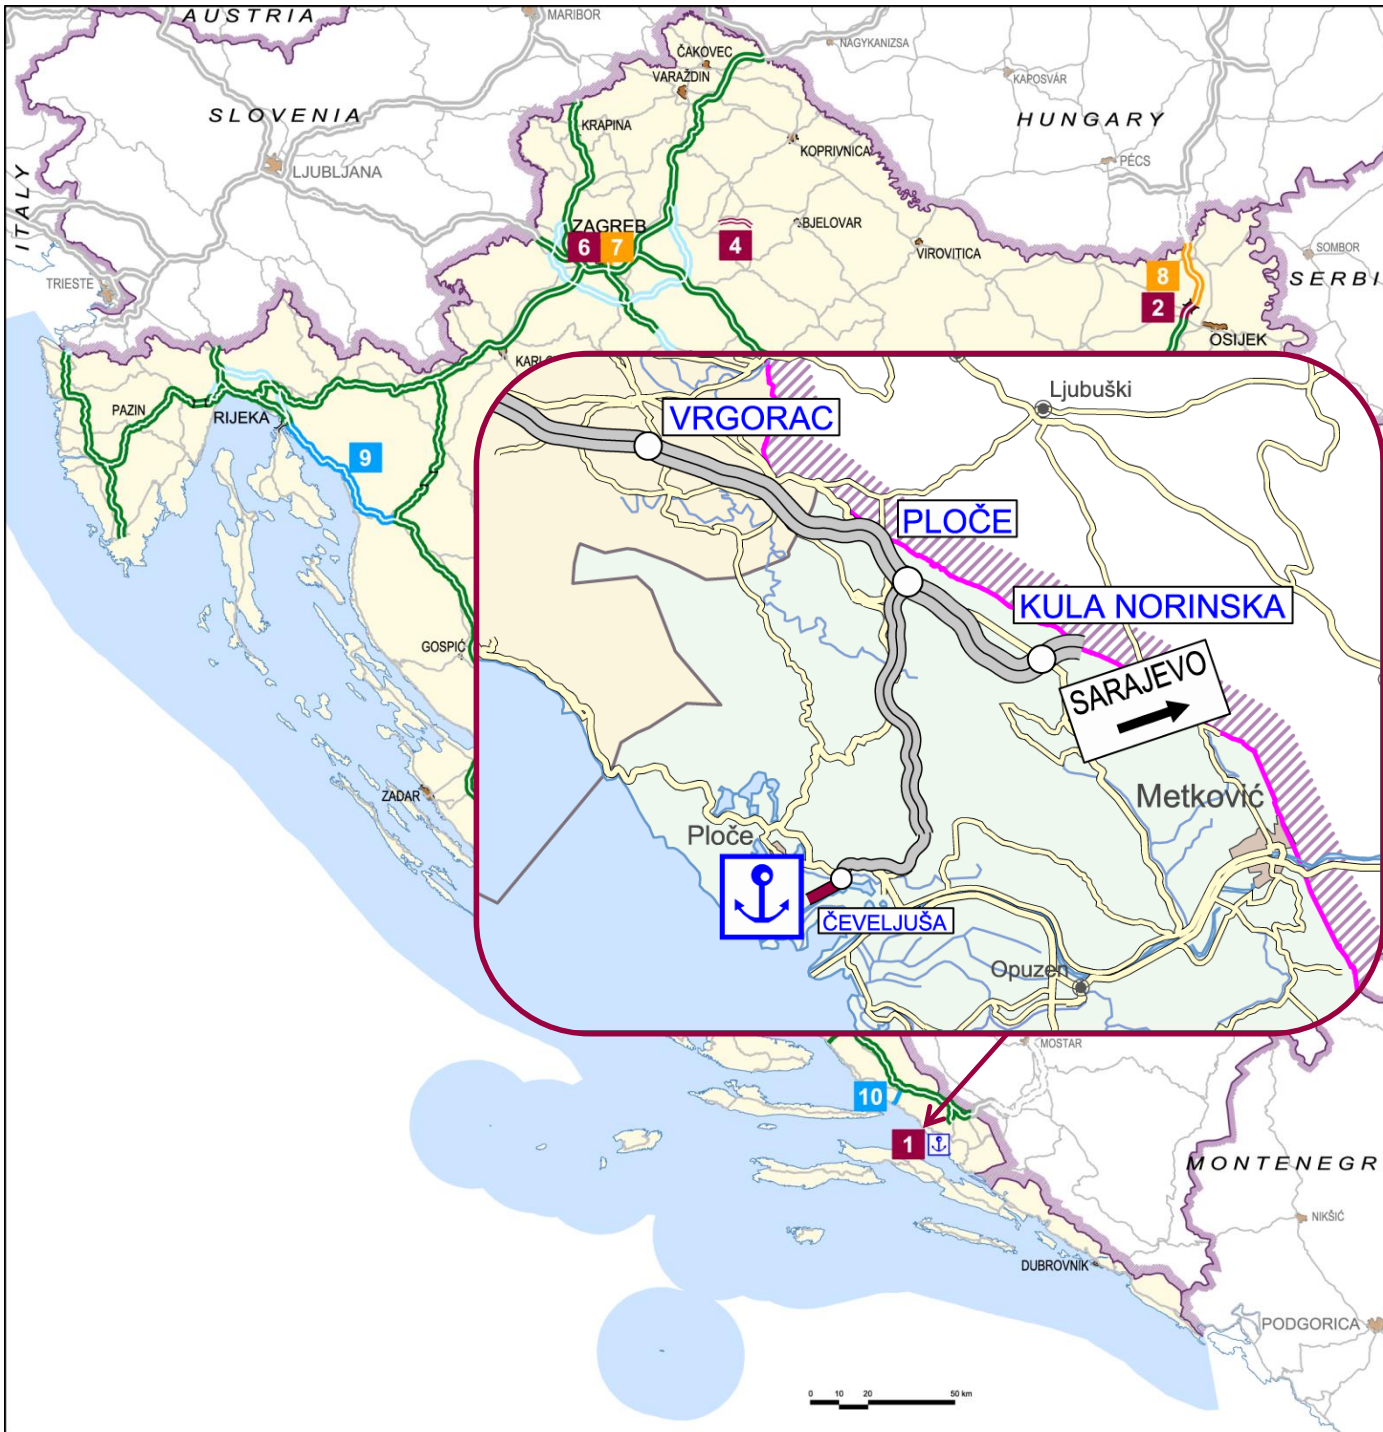 AUSTRIA
MARIBOR
NAGYKANIZSA
ČAKOVEC
VARAŽDIN
KAPOSVÁR
SLOVENIA
HUNGARY
KRAPINA
KOPRIVNICA
LJUBLJANA
PÉCS
ITALY
ZAGREB
BJELOVAR
6
7
4
VIROVITICA
SOMBOR
TRIESTE
8
SERBI
2
OSIJEK
KARLO
PAZIN
RIJEKA
9
Ljubuški
VRGORAC
PLOČE
KULA NORINSKA
GOSPIĆ
SARAJEVO
ZADAR
Metković
Ploče
ČEVELJUŠA
Opuzen
MOSTAR
10
1
MONTENEGR
NIKŠIĆ
DUBROVNIK
PODGORICA
0 10 20 50 km